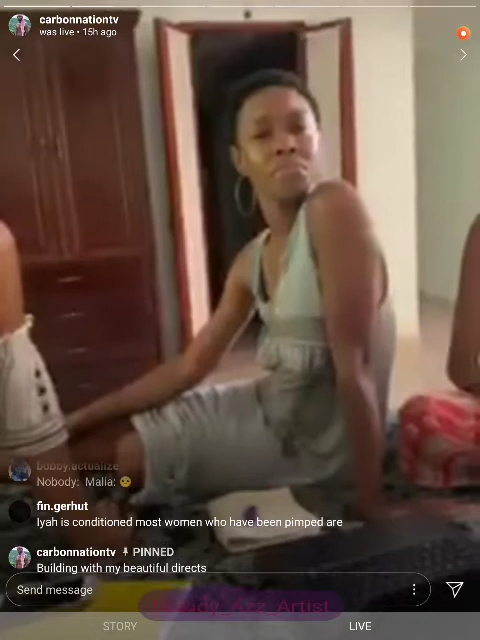 carbonnationtv
was live • 15h ago
bobby.actualize
Nobody: Malia: 🤨
fin.gerhut
Iyah is conditioned most women who have been pimped are
carbonnationtv PINNED
Building with my beautiful directs
Send message
Artist
STORY
LIVE